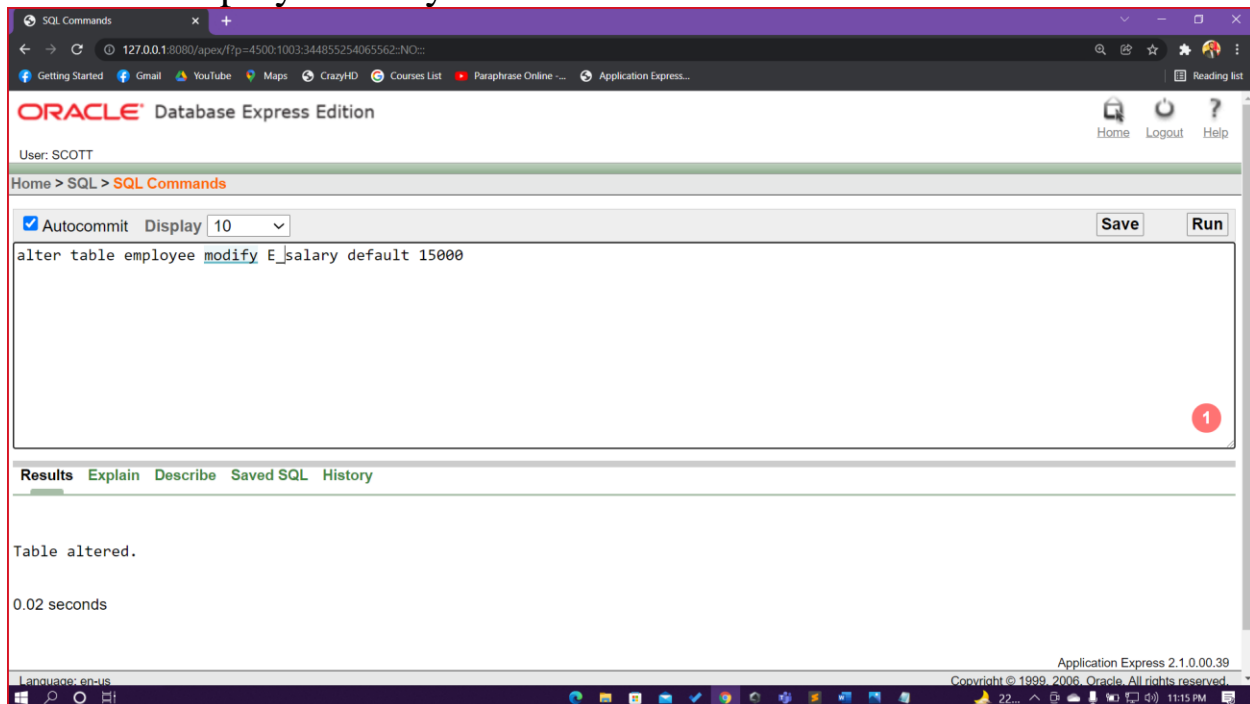 SQL Commands
127.0.0.1:8080/apex/f?p=4500:1003:344855254065562::NO:::
Getting Started Gmail YouTube Maps CrazyHD Courses List Paraphrase Online -... Application Express... Reading list
ORACLE Database Express Edition
Home Logout Help
User: SCOTT
Home > SQL > SQL Commands
Autocommit Display 10 Save Run
alter table employee modify E_salary default 15000
1
Results Explain Describe Saved SQL History
Table altered.
0.02 seconds
Application Express 2.1.0.00.39
Language: en-us Copyright © 1999, 2006, Oracle. All rights reserved.
22... 11:15 PM